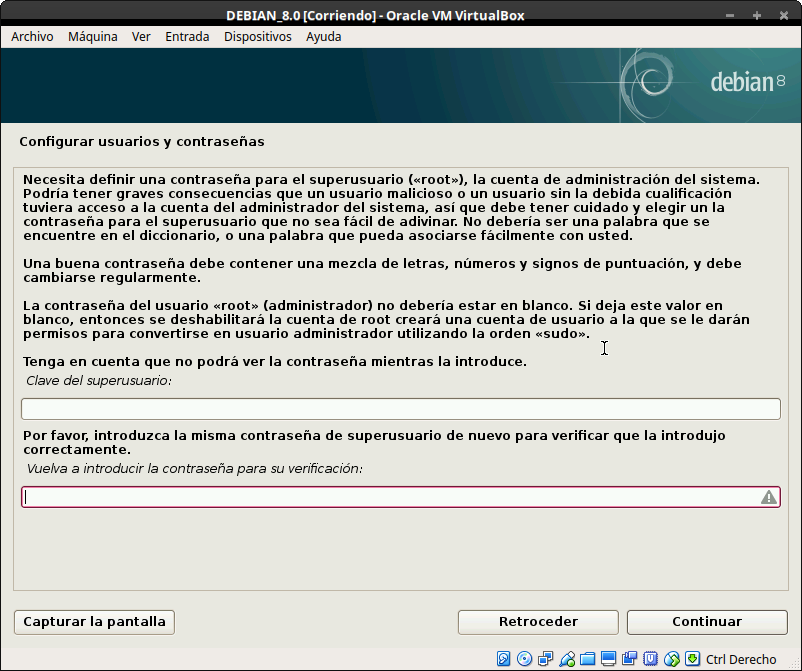 DEBIAN_8.0 [Corriendo] - Oracle VM VirtualBox
Archivo Máquina Ver Entrada Dispositivos Ayuda
debian 8
Configurar usuarios y contraseñas
Necesita definir una contraseña para el superusuario («root»), la cuenta de administración del sistema.
Podría tener graves consecuencias que un usuario malicioso o un usuario sin la debida cualificación
tuviera acceso a la cuenta del administrador del sistema, así que debe tener cuidado y elegir un la
contraseña para el superusuario que no sea fácil de adivinar. No debería ser una palabra que se
encuentre en el diccionario, o una palabra que pueda asociarse fácilmente con usted.
Una buena contraseña debe contener una mezcla de letras, números y signos de puntuación, y debe
cambiarse regularmente.
La contraseña del usuario «root» (administrador) no debería estar en blanco. Si deja este valor en
blanco, entonces se deshabilitará la cuenta de root creará una cuenta de usuario a la que se le darán
permisos para convertirse en usuario administrador utilizando la orden «sudo».
Tenga en cuenta que no podrá ver la contraseña mientras la introduce.
Clave del superusuario:
Por favor, introduzca la misma contraseña de superusuario de nuevo para verificar que la introdujo
correctamente.
Vuelva a introducir la contraseña para su verificación:
Capturar la pantalla Retroceder Continuar
Ctrl Derecho